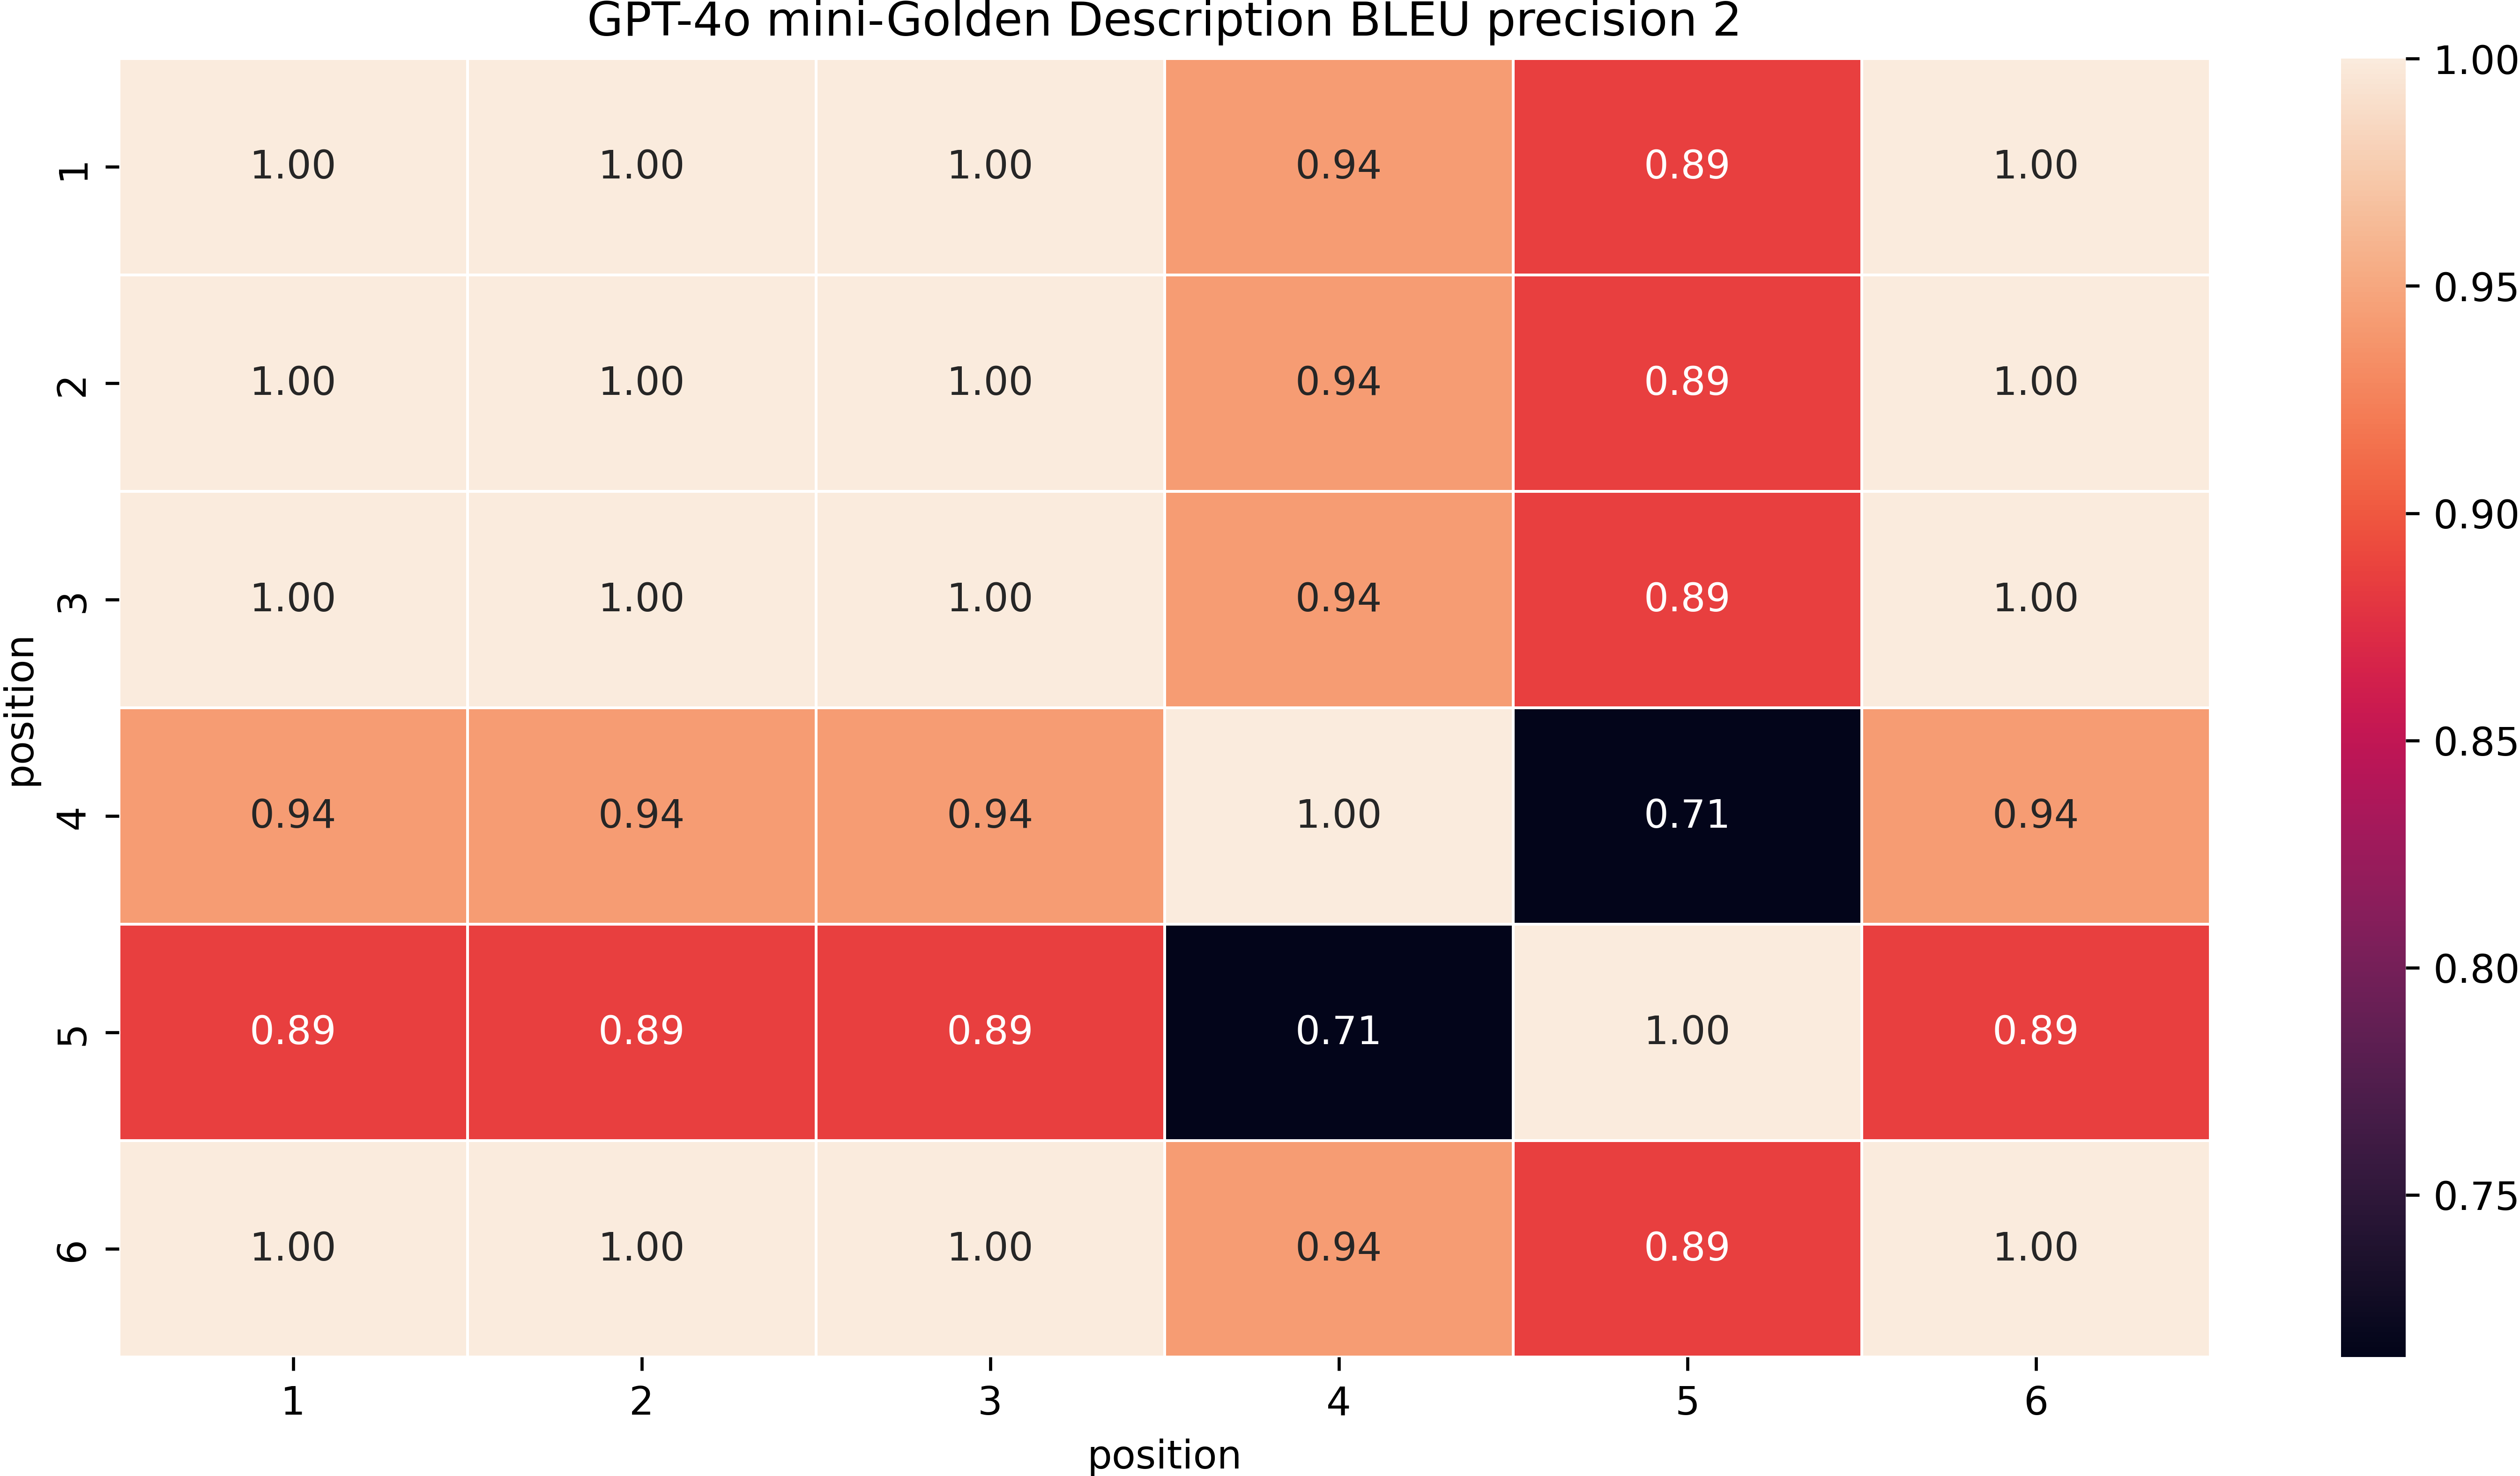 GPT-4o mini-Golden Description BLEU precision 2
1.00
1 1.00 1.00 1.00 0.94 0.89 1.00
0.95
2 1.00 1.00 1.00 0.94 0.89 1.00
0.90
3 1.00 1.00 1.00 0.94 0.89 1.00
position
0.85
4 0.94 0.94 0.94 1.00 0.71 0.94
0.80
5 0.89 0.89 0.89 0.71 1.00 0.89
0.75
6 1.00 1.00 1.00 0.94 0.89 1.00
1 2 3 4 5 6
position